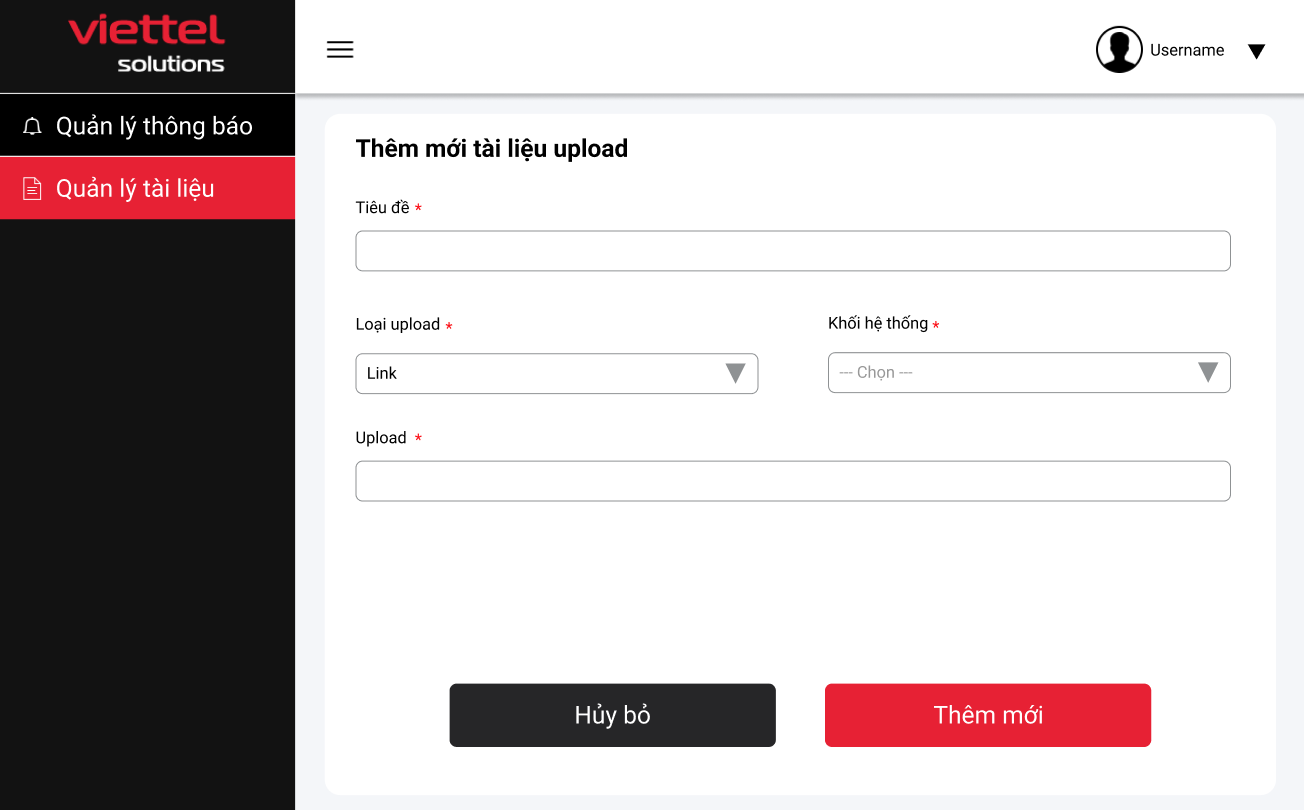 viettel
solutions
Username
Quản lý thông báo
Quản lý tài liệu
Thêm mới tài liệu upload
Tiêu đề *
Loại upload *
Khối hệ thống *
Link
--- Chọn ---
Upload *
Hủy bỏ
Thêm mới